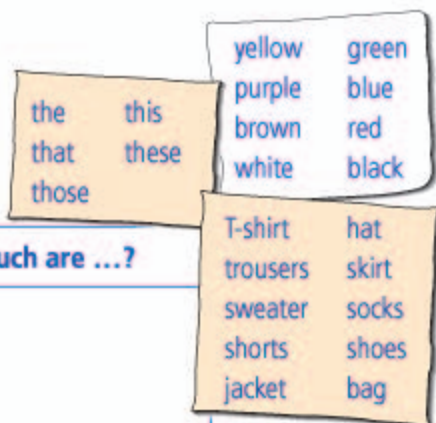 yellow green
purple blue
brown red
white black
the this
that these
those
are ...?
T-shirt hat
trousers skirt
sweater socks
shorts shoes
jacket bag